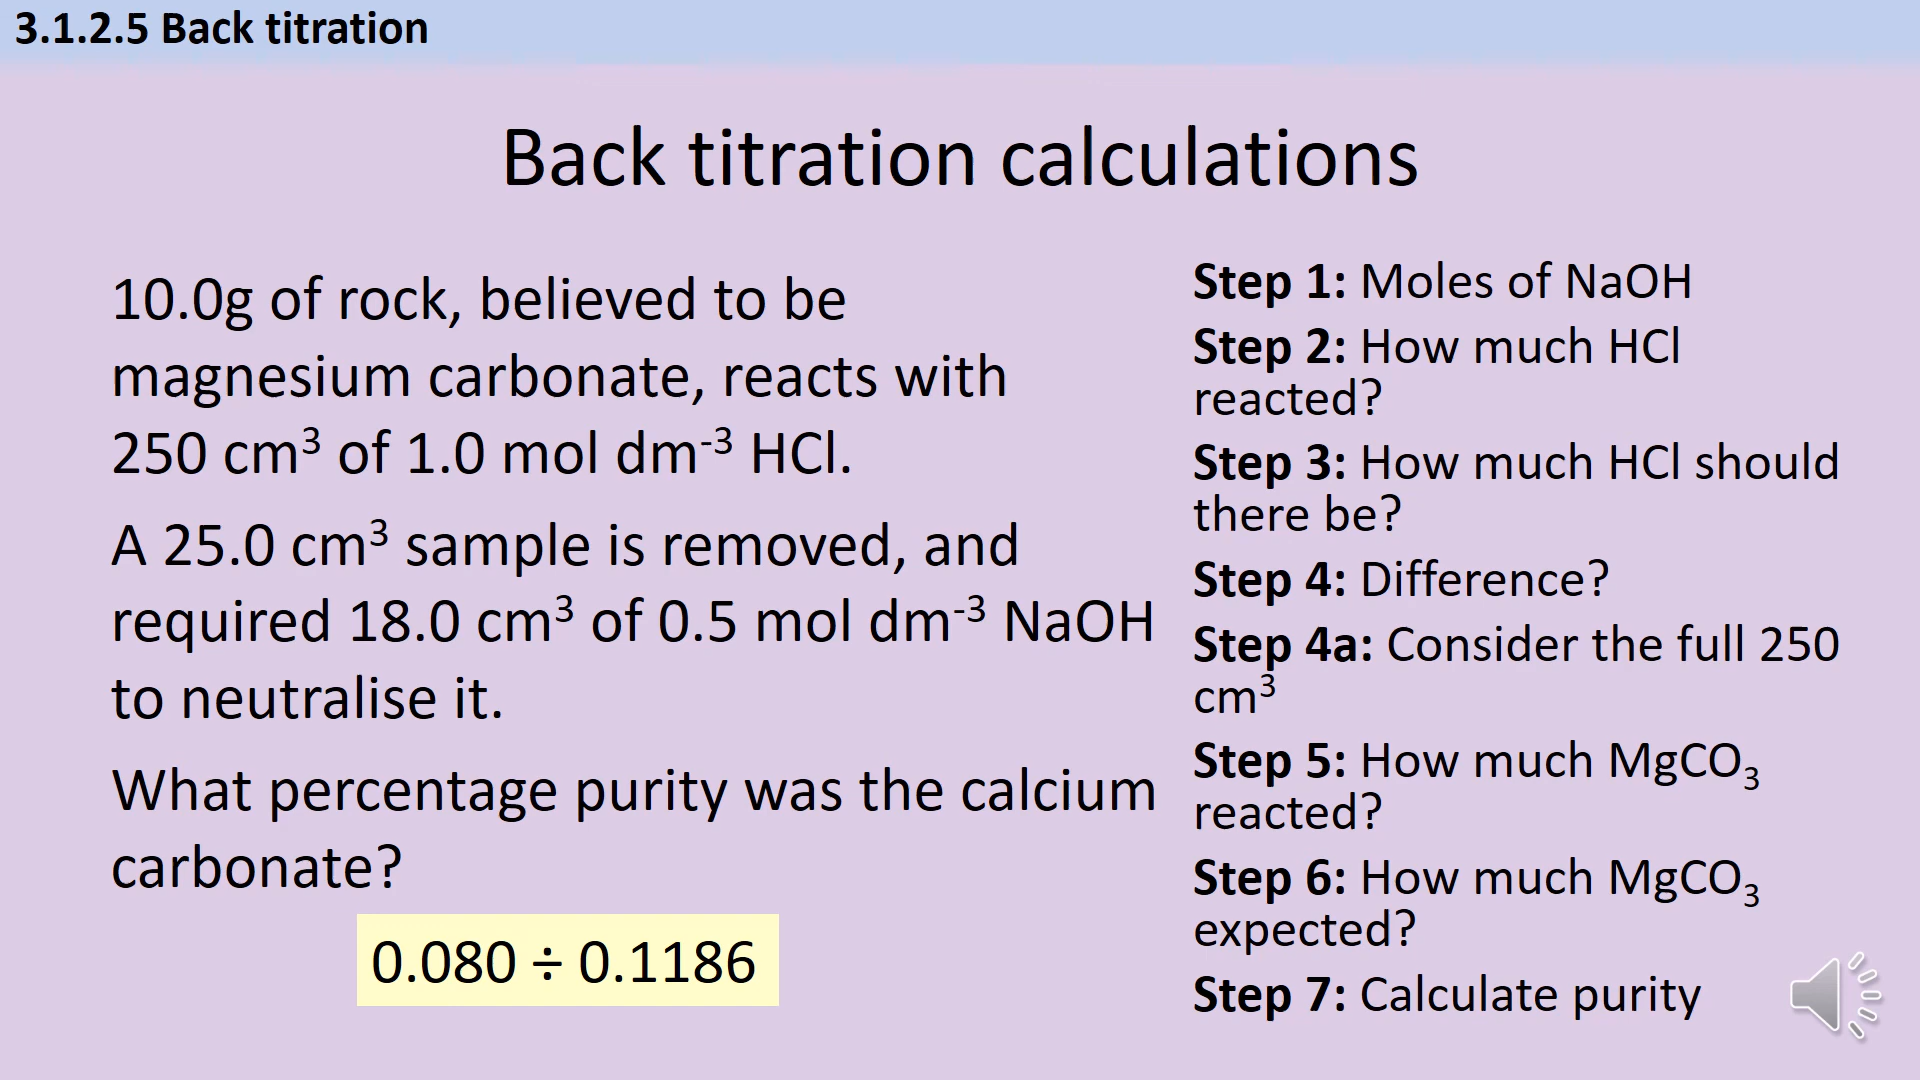 3.1.2.5 Back titration
Back titration calculations
10.0g of rock, believed to be
magnesium carbonate, reacts with
250 cm³ of 1.0 mol dm⁻³ HCl.
A 25.0 cm³ sample is removed, and
required 18.0 cm³ of 0.5 mol dm⁻³ NaOH
to neutralise it.
What percentage purity was the calcium
carbonate?
0.080 ÷ 0.1186
Step 1: Moles of NaOH
Step 2: How much HCl
reacted?
Step 3: How much HCl should
there be?
Step 4: Difference?
Step 4a: Consider the full 250
cm³
Step 5: How much MgCO₃
reacted?
Step 6: How much MgCO₃
expected?
Step 7: Calculate purity